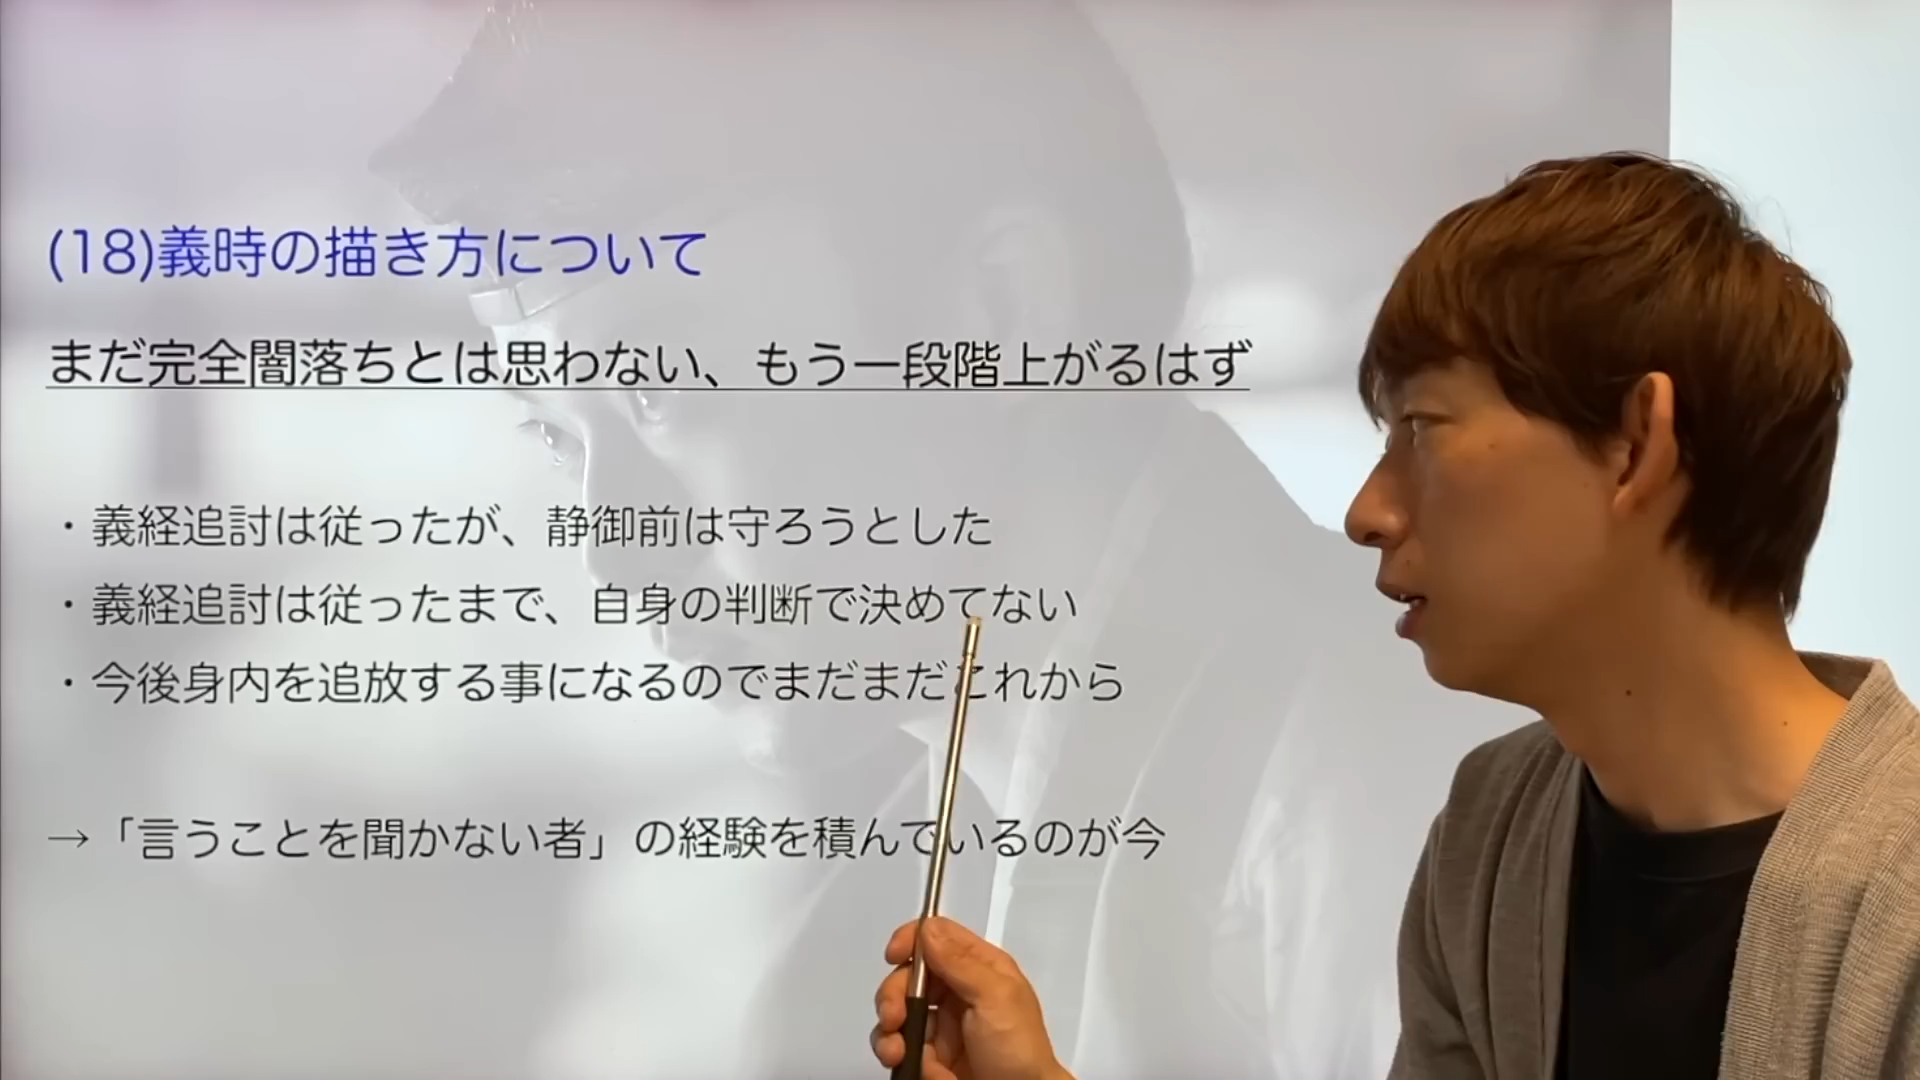 (18)義時の描き方について
まだ完全闇落ちとは思わない、もう一段階上がるはず
・義経追討は従ったが、静御前は守ろうとした
・義経追討は従ったまで、自身の判断で決めてない
・今後身内を追放する事になるのでまだまだこれから
→「言うことを聞かない者」の経験を積んでいるのが今